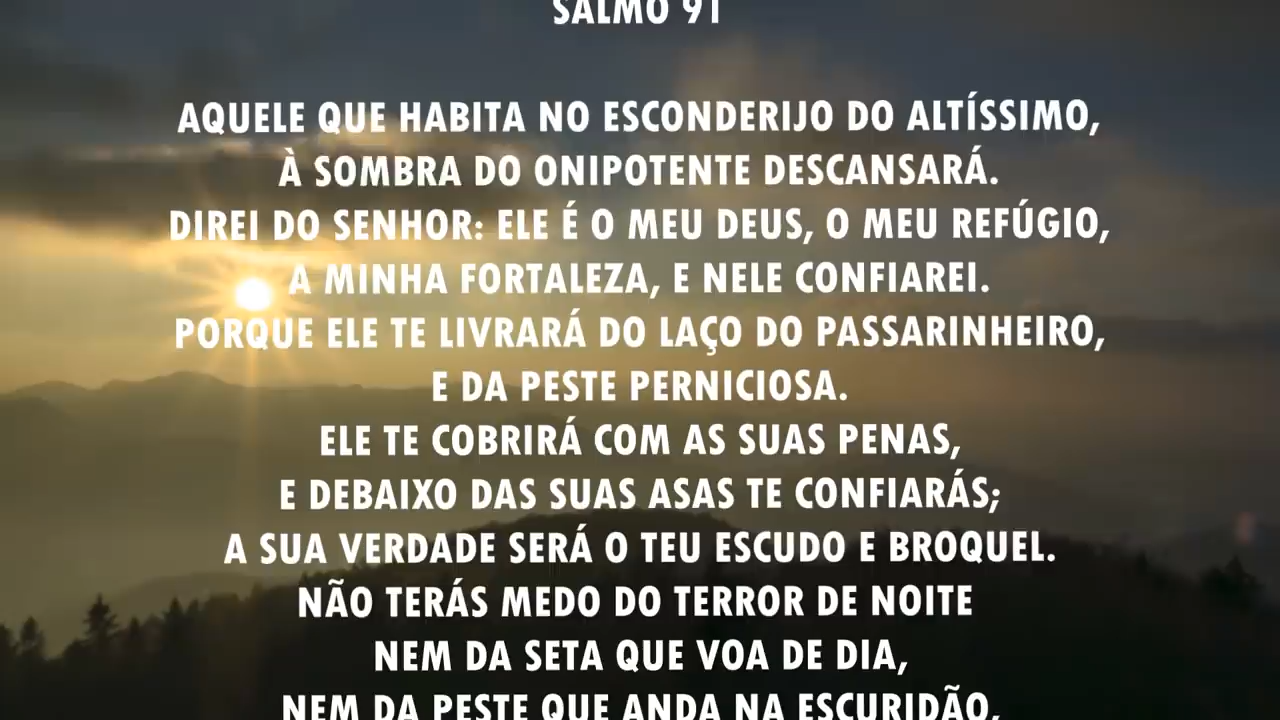 SALMO 91
AQUELE QUE HABITA NO ESCONDERIJO DO ALTÍSSIMO,
À SOMBRA DO ONIPOTENTE DESCANSARÁ.
DIREI DO SENHOR: ELE É O MEU DEUS, O MEU REFÚGIO,
A MINHA FORTALEZA, E NELE CONFIAREI.
PORQUE ELE TE LIVRARÁ DO LAÇO DO PASSARINHEIRO,
E DA PESTE PERNICIOSA.
ELE TE COBRIRÁ COM AS SUAS PENAS,
E DEBAIXO DAS SUAS ASAS TE CONFIARÁS;
A SUA VERDADE SERÁ O TEU ESCUDO E BROQUEL.
NÃO TERÁS MEDO DO TERROR DE NOITE
NEM DA SETA QUE VOA DE DIA,
NEM DA PESTE QUE ANDA NA ESCURIDÃO,